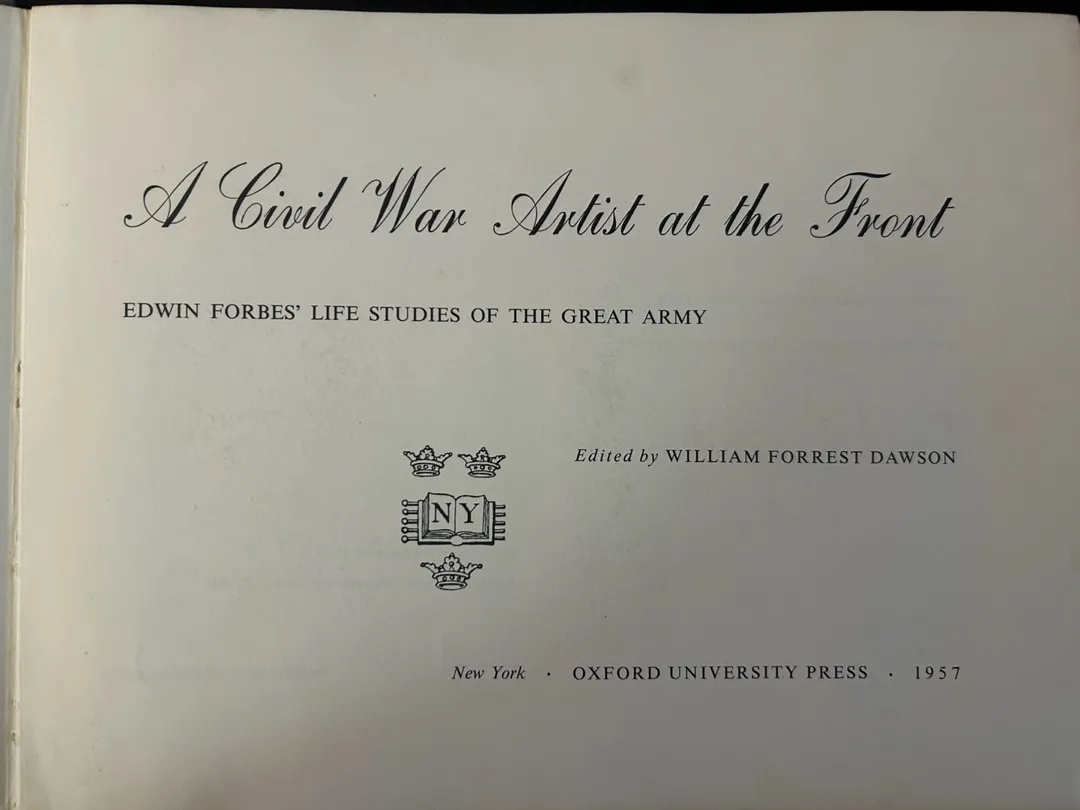 A Civil War Artist at the Front
EDWIN FORBES' LIFE STUDIES OF THE GREAT ARMY
Edited by WILLIAM FORREST DAWSON
N Y
New York · OXFORD UNIVERSITY PRESS · 1957